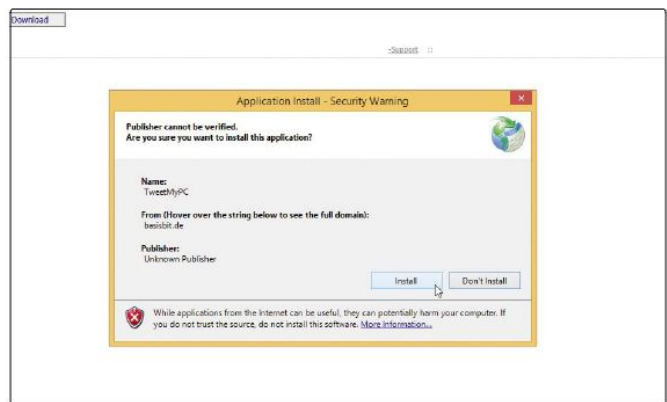 Download
-Support
Application Install - Security Warning
Publisher cannot be verified.
Are you sure you want to install this application?
Name:
TweetMyPC
From (Hover over the string below to see the full domain):
basisbit.de
Publisher:
Unknown Publisher
Install Don't Install
While applications from the Internet can be useful, they can potentially harm your computer. If
you do not trust the source, do not install this software. More Information...